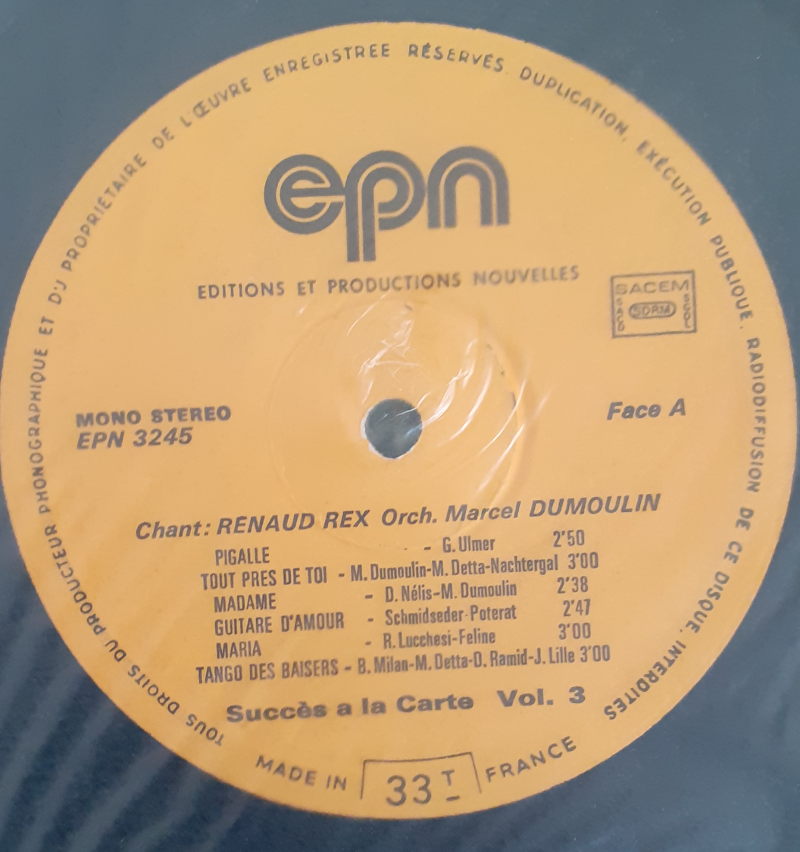 TOUS DROITS DU PRODUCTEUR PHONOGRAPHIQUE ET DU PROPRIÉTAIRE DE L'ŒUVRE ENREGISTREE RÉSERVÉS. DUPLICATION, EXÉCUTION PUBLIQUE. RADIODIFFUSION DE CE DISQUE. INTERDITES
epn
EDITIONS ET PRODUCTIONS NOUVELLES
SACEM
SACD SDRM SGDL
MONO STEREO
EPN 3245
Face A
Chant: RENAUD REX Orch. Marcel DUMOULIN
PIGALLE - G. Ulmer 2'50
TOUT PRES DE TOI - M. Dumoulin-M. Detta-Nachtergal 3'00
MADAME - D. Nélis-M. Dumoulin 2'38
GUITARE D'AMOUR - Schmidseder-Poterat 2'47
MARIA - R. Lucchesi-Feline 3'00
TANGO DES BAISERS - B. Milan-M. Detta-D. Ramid-J. Lille 3'00
Succès a la Carte Vol. 3
MADE IN 33 T FRANCE